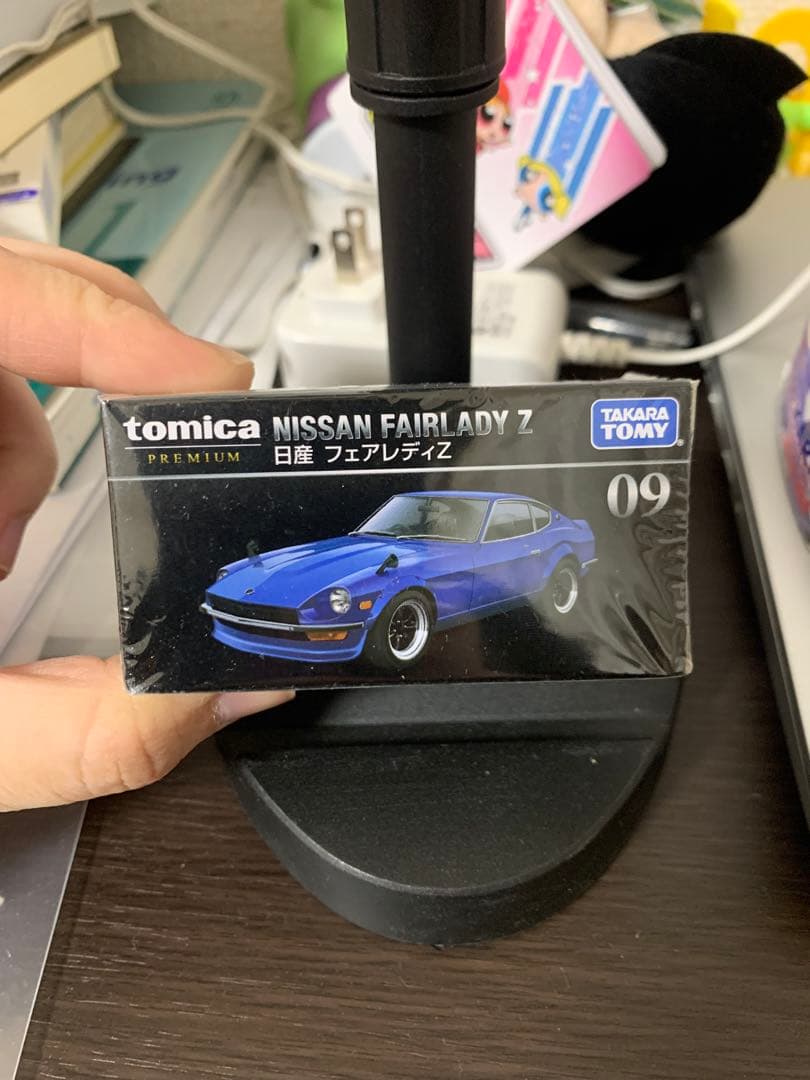 tomica
PREMIUM
NISSAN FAIRLADY Z
日産 フェアレディZ
TAKARA
TOMY
09